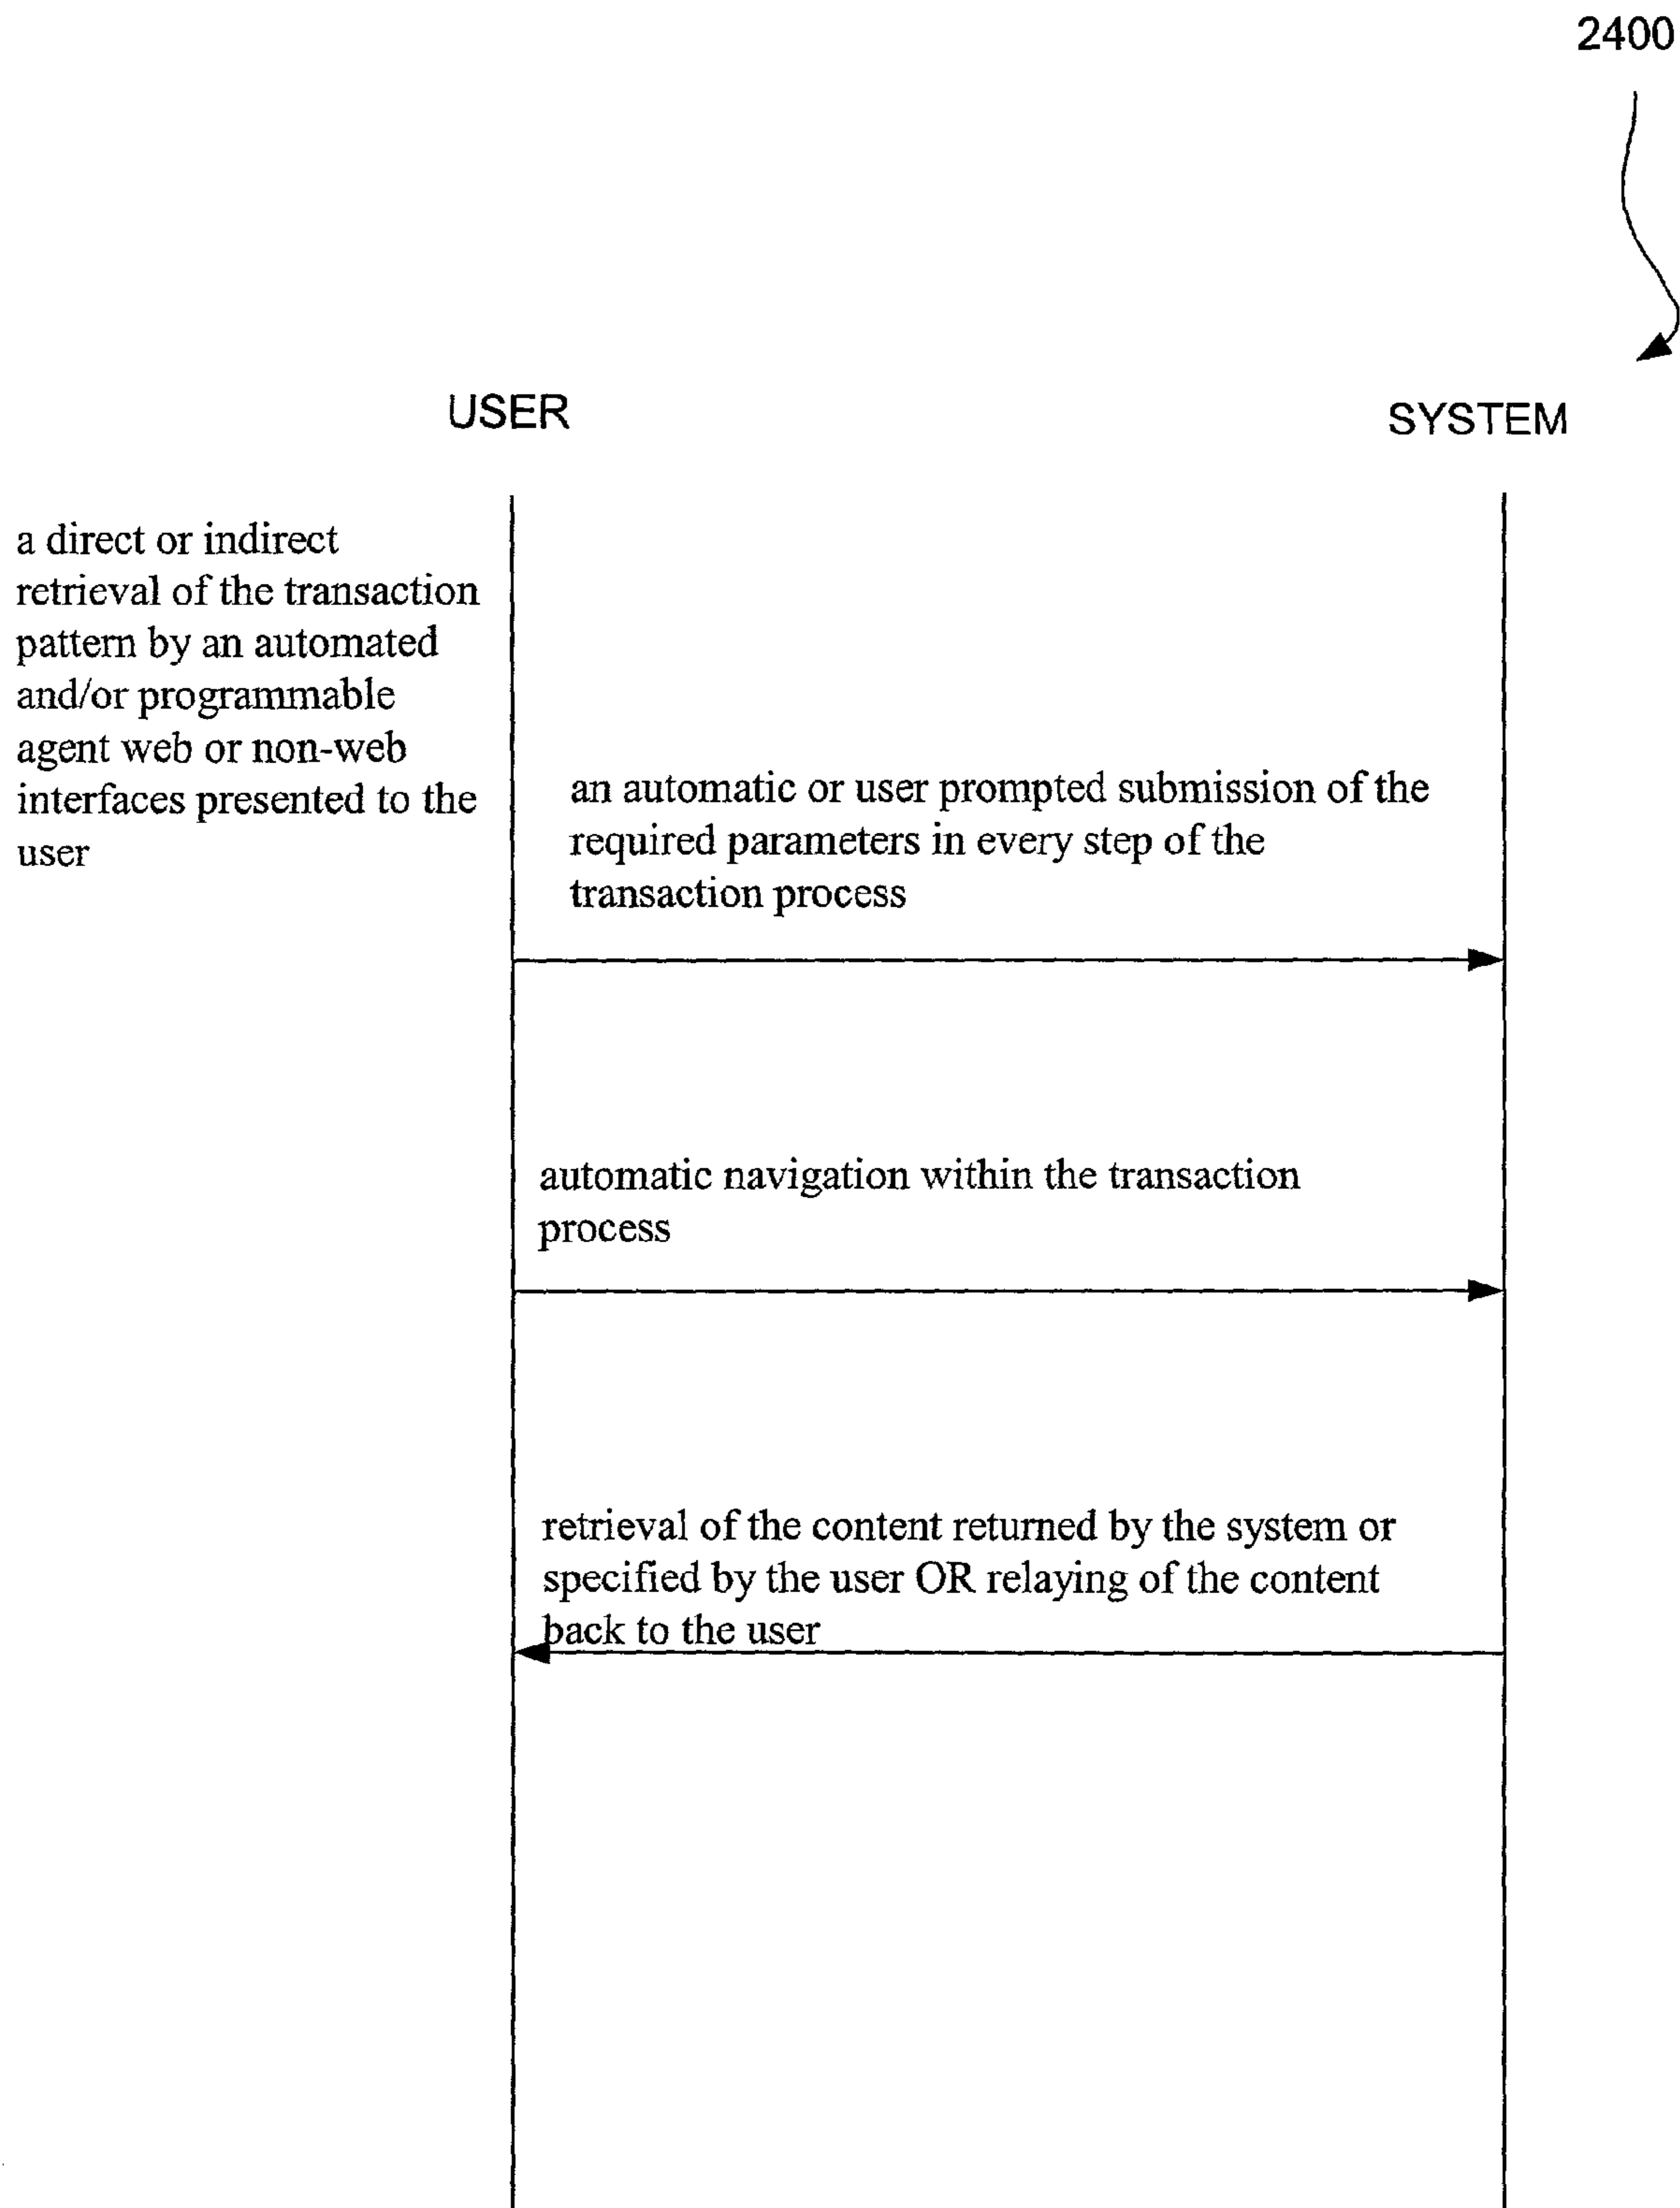 2400
USER
SYSTEM
a direct or indirect
retrieval of the transaction
pattern by an automated
and/or programmable
agent web or non-web
interfaces presented to the
user
an automatic or user prompted submission of the
required parameters in every step of the
transaction process
automatic navigation within the transaction
process
retrieval of the content returned by the system or
specified by the user OR relaying of the content
back to the user